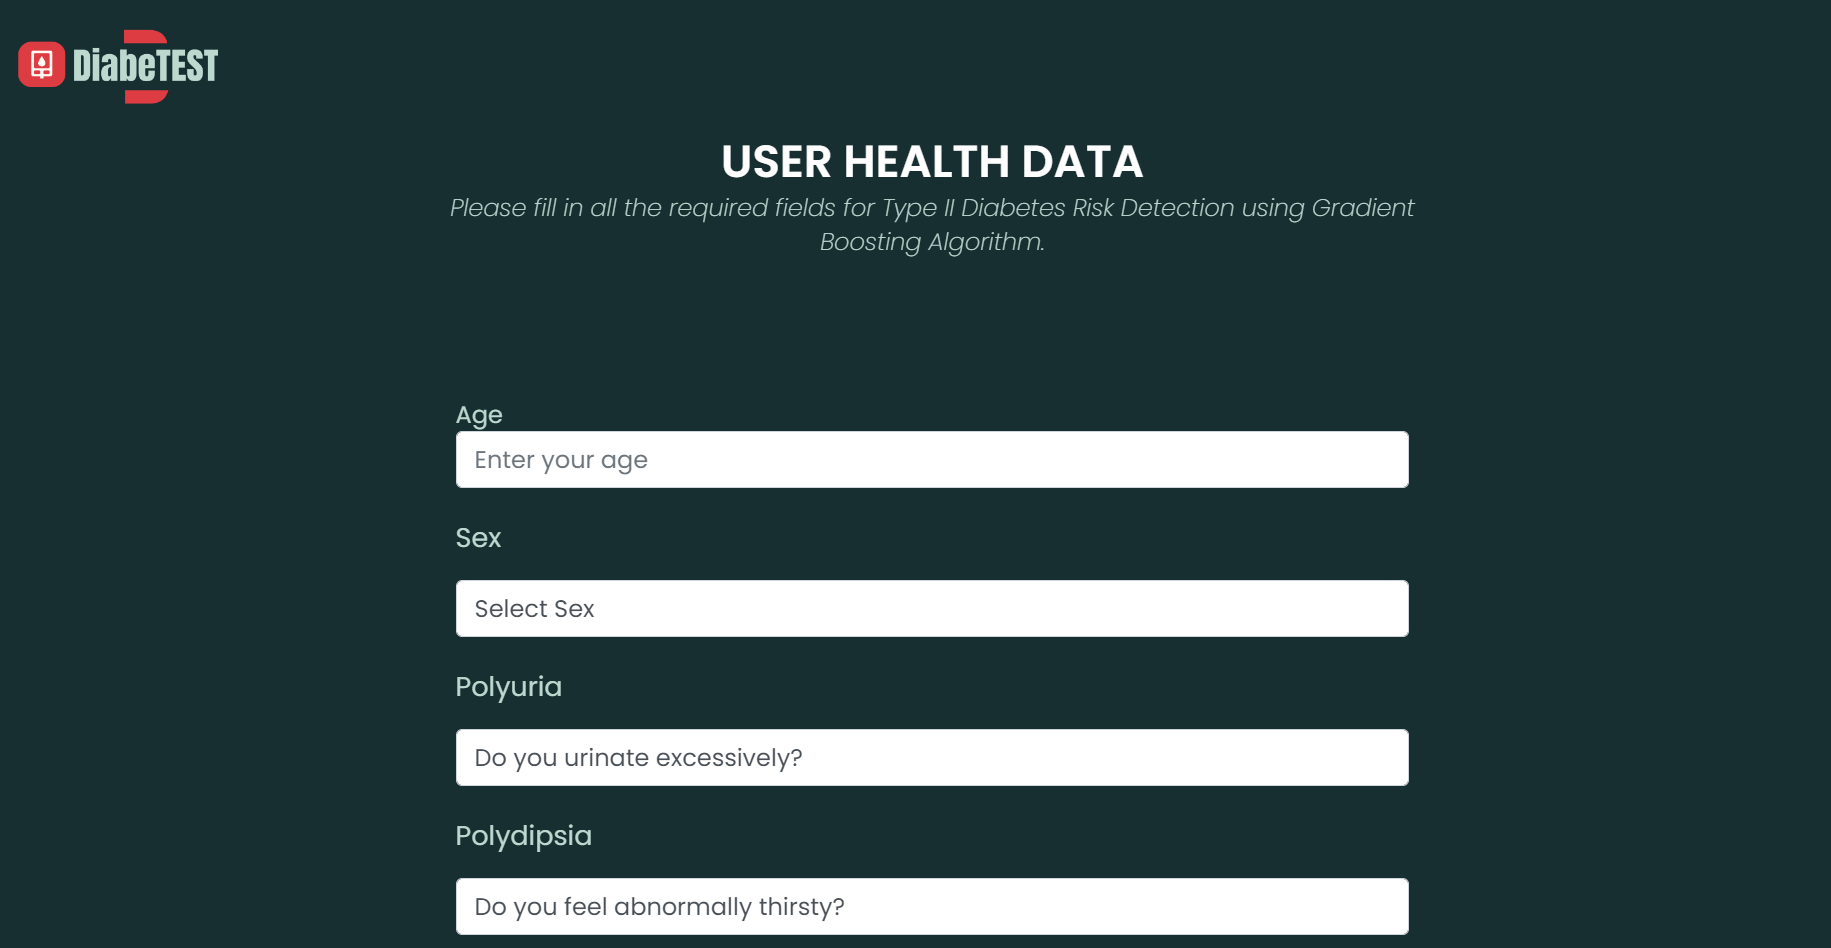 DiabeTEST
USER HEALTH DATA
Please fill in all the required fields for Type II Diabetes Risk Detection using Gradient
Boosting Algorithm.
Age
Enter your age
Sex
Select Sex
Polyuria
Do you urinate excessively?
Polydipsia
Do you feel abnormally thirsty?